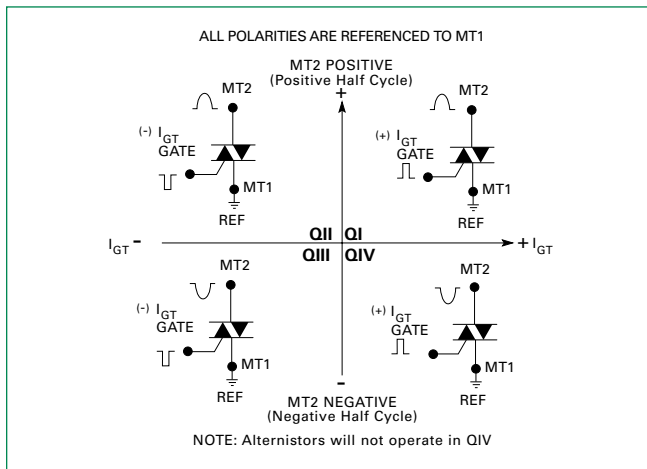 ALL POLARITIES ARE REFERENCED TO MT1
MT2 POSITIVE
(Positive Half Cycle)
+
MT2
(-) IGT
GATE
MT1
REF
MT2
(+) IGT
GATE
MT1
REF
IGT -
QII QI
QIII QIV
+ IGT
MT2
(-) IGT
GATE
MT1
REF
MT2
(+) IGT
GATE
MT1
REF
-
MT2 NEGATIVE
(Negative Half Cycle)
NOTE: Alternistors will not operate in QIV